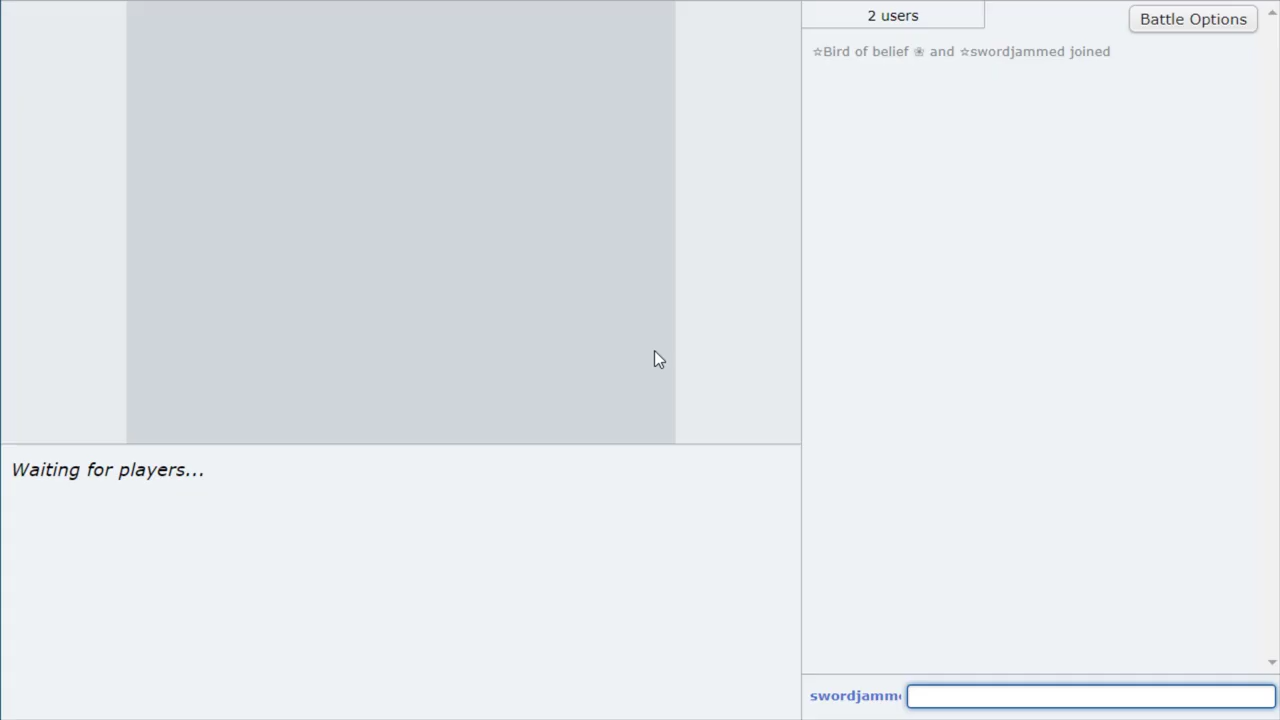 2 users
Battle Options
☆Bird of belief ❀ and ☆swordjammed joined
Waiting for players...
swordjamm